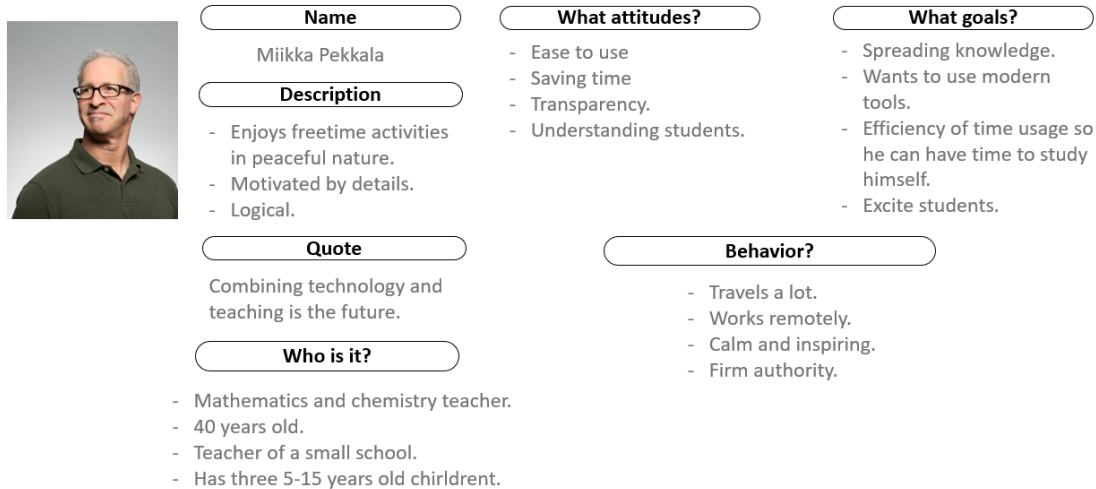 Name
Miikka Pekkala
Description
- Enjoys freetime activities
in peaceful nature.
- Motivated by details.
- Logical.
Quote
Combining technology and
teaching is the future.
Who is it?
- Mathematics and chemistry teacher.
- 40 years old.
- Teacher of a small school.
- Has three 5-15 years old chirldrent.
What attitudes?
- Ease to use
- Saving time
- Transparency.
- Understanding students.
What goals?
- Spreading knowledge.
- Wants to use modern
tools.
- Efficiency of time usage so
he can have time to study
himself.
- Excite students.
Behavior?
- Travels a lot.
- Works remotely.
- Calm and inspiring.
- Firm authority.